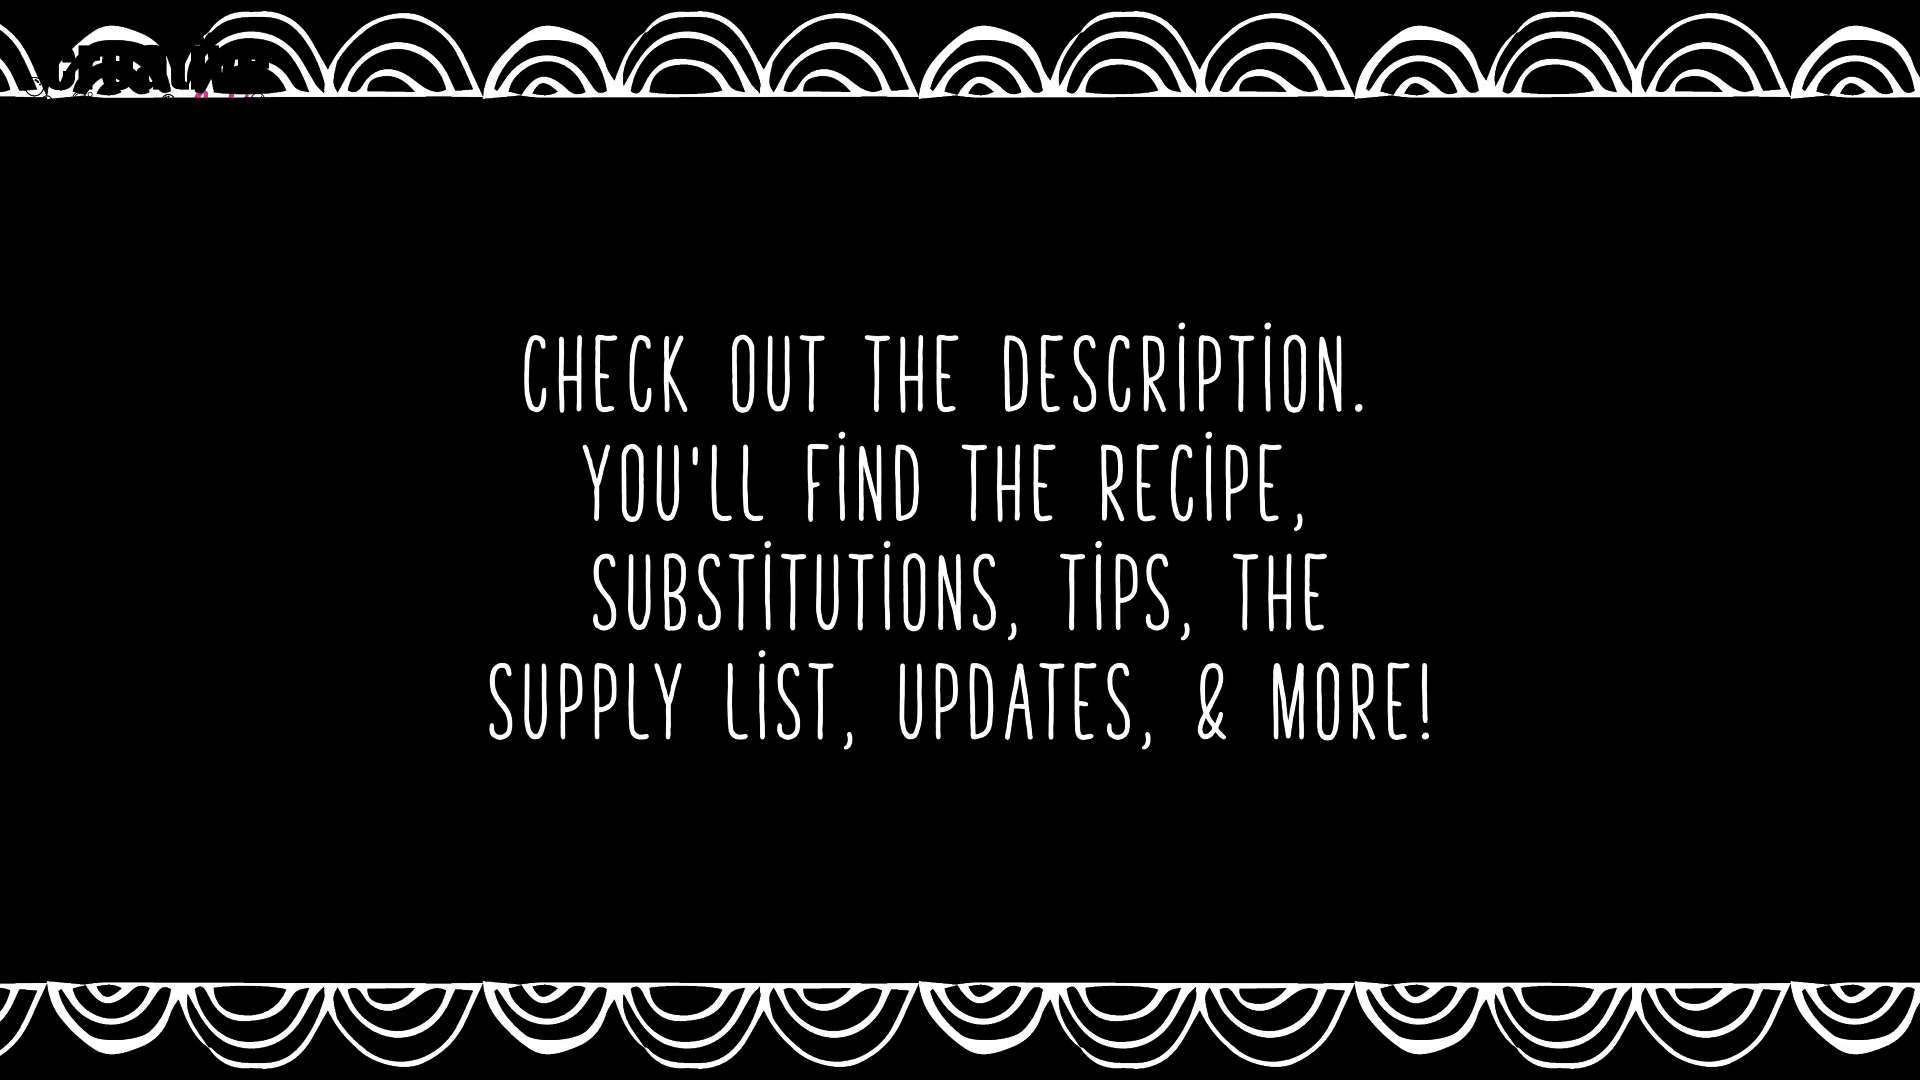 CHECK OUT THE DESCRIPTION.
YOU'LL FIND THE RECIPE,
SUBSTITUTIONS, TIPS, THE
SUPPLY LIST, UPDATES, & MORE!